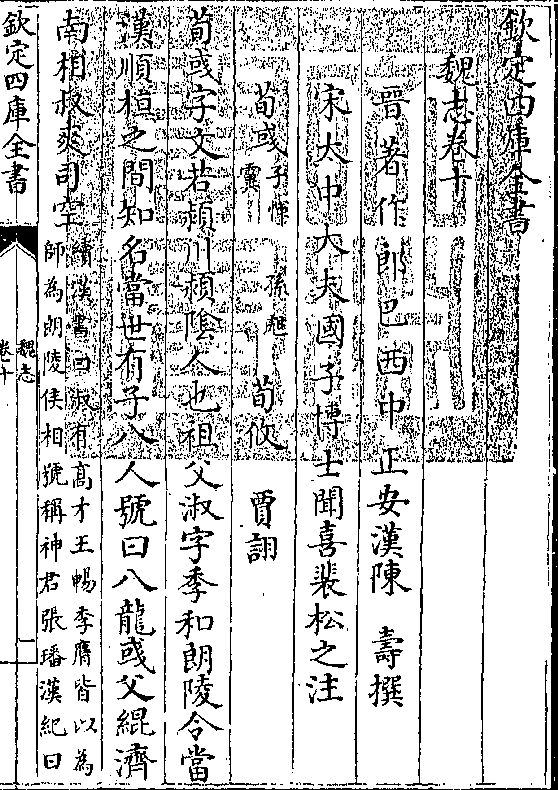 欽定四庫全書
魏志卷十
晉著作郎巴西中正安漢陳壽撰
宋太中大夫國子博士聞喜裴松之注
荀彧子惲 孫甝 霬 荀攸 賈詡
荀彧字文若潁川潁隂人也祖父淑字季和朗陵令當
漢順桓之間知名當世有子八人號曰八龍彧父緄濟
南相叔爽司空
續漢書曰淑有髙才王暢李膺皆以為
師為朗陵侯相號稱神君張璠漢紀曰
欽定四庫全書
魏志
卷十
一